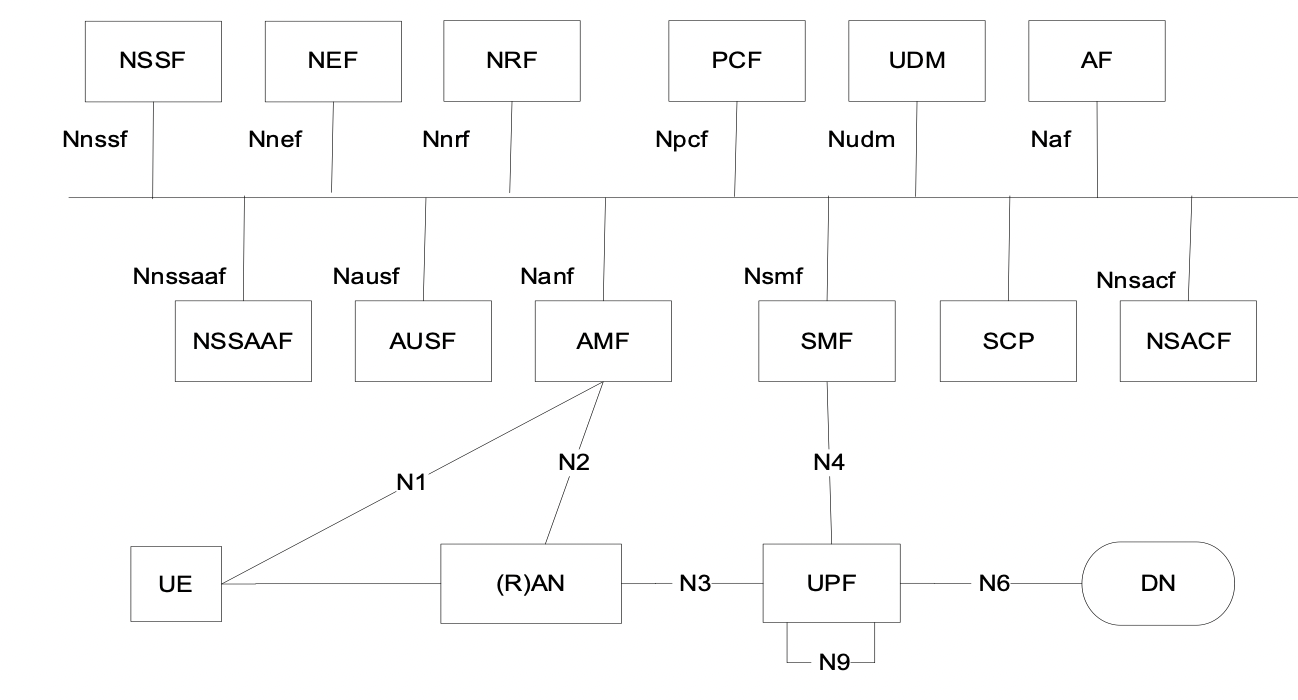 NSSF NEF NRF PCF UDM AF
Nnssf Nnef Nnrf Npcf Nudm Naf
Nnssaaf Nausf Nanf Nsmf Nnsacf
NSSAAF AUSF AMF SMF SCP NSACF
N1 N2 N4
UE (R)AN N3 UPF N6 DN
N9